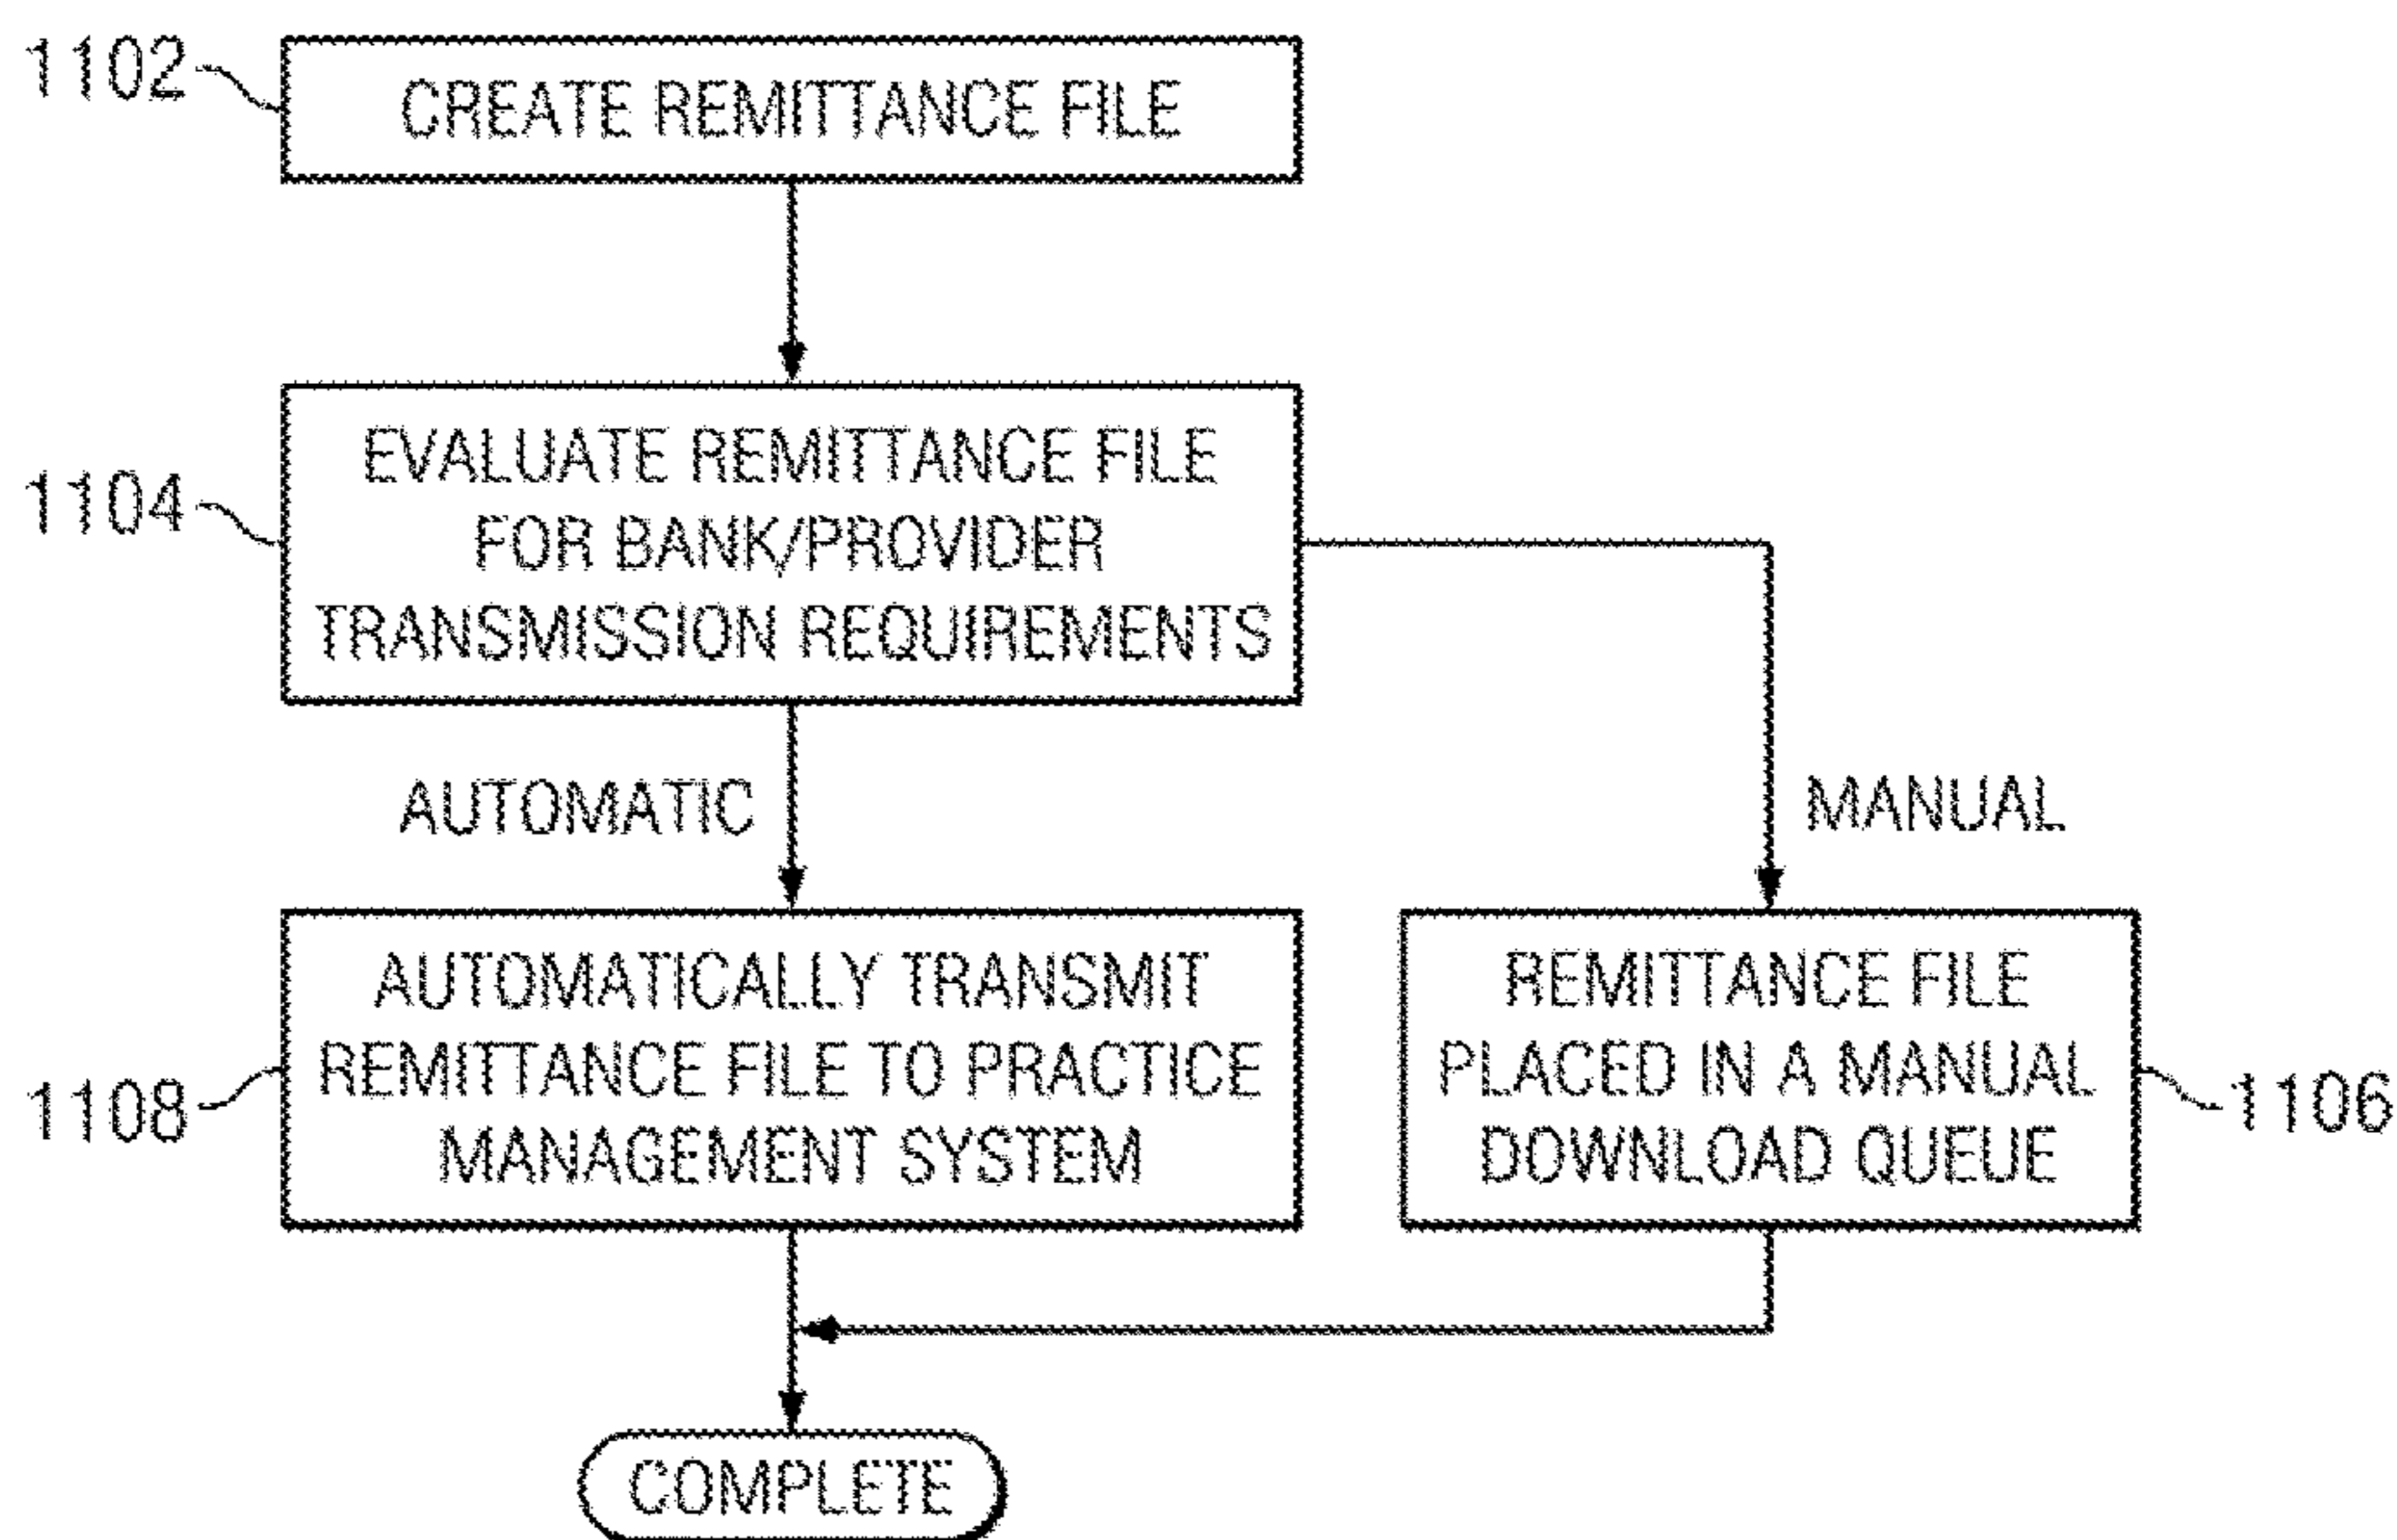 1102
CREATE REMITTANCE FILE
1104
EVALUATE REMITTANCE FILE
FOR BANK/PROVIDER
TRANSMISSION REQUIREMENTS
AUTOMATIC
MANUAL
1108
AUTOMATICALLY TRANSMIT
REMITTANCE FILE TO PRACTICE
MANAGEMENT SYSTEM
REMITTANCE FILE
PLACED IN A MANUAL
DOWNLOAD QUEUE
1106
COMPLETE